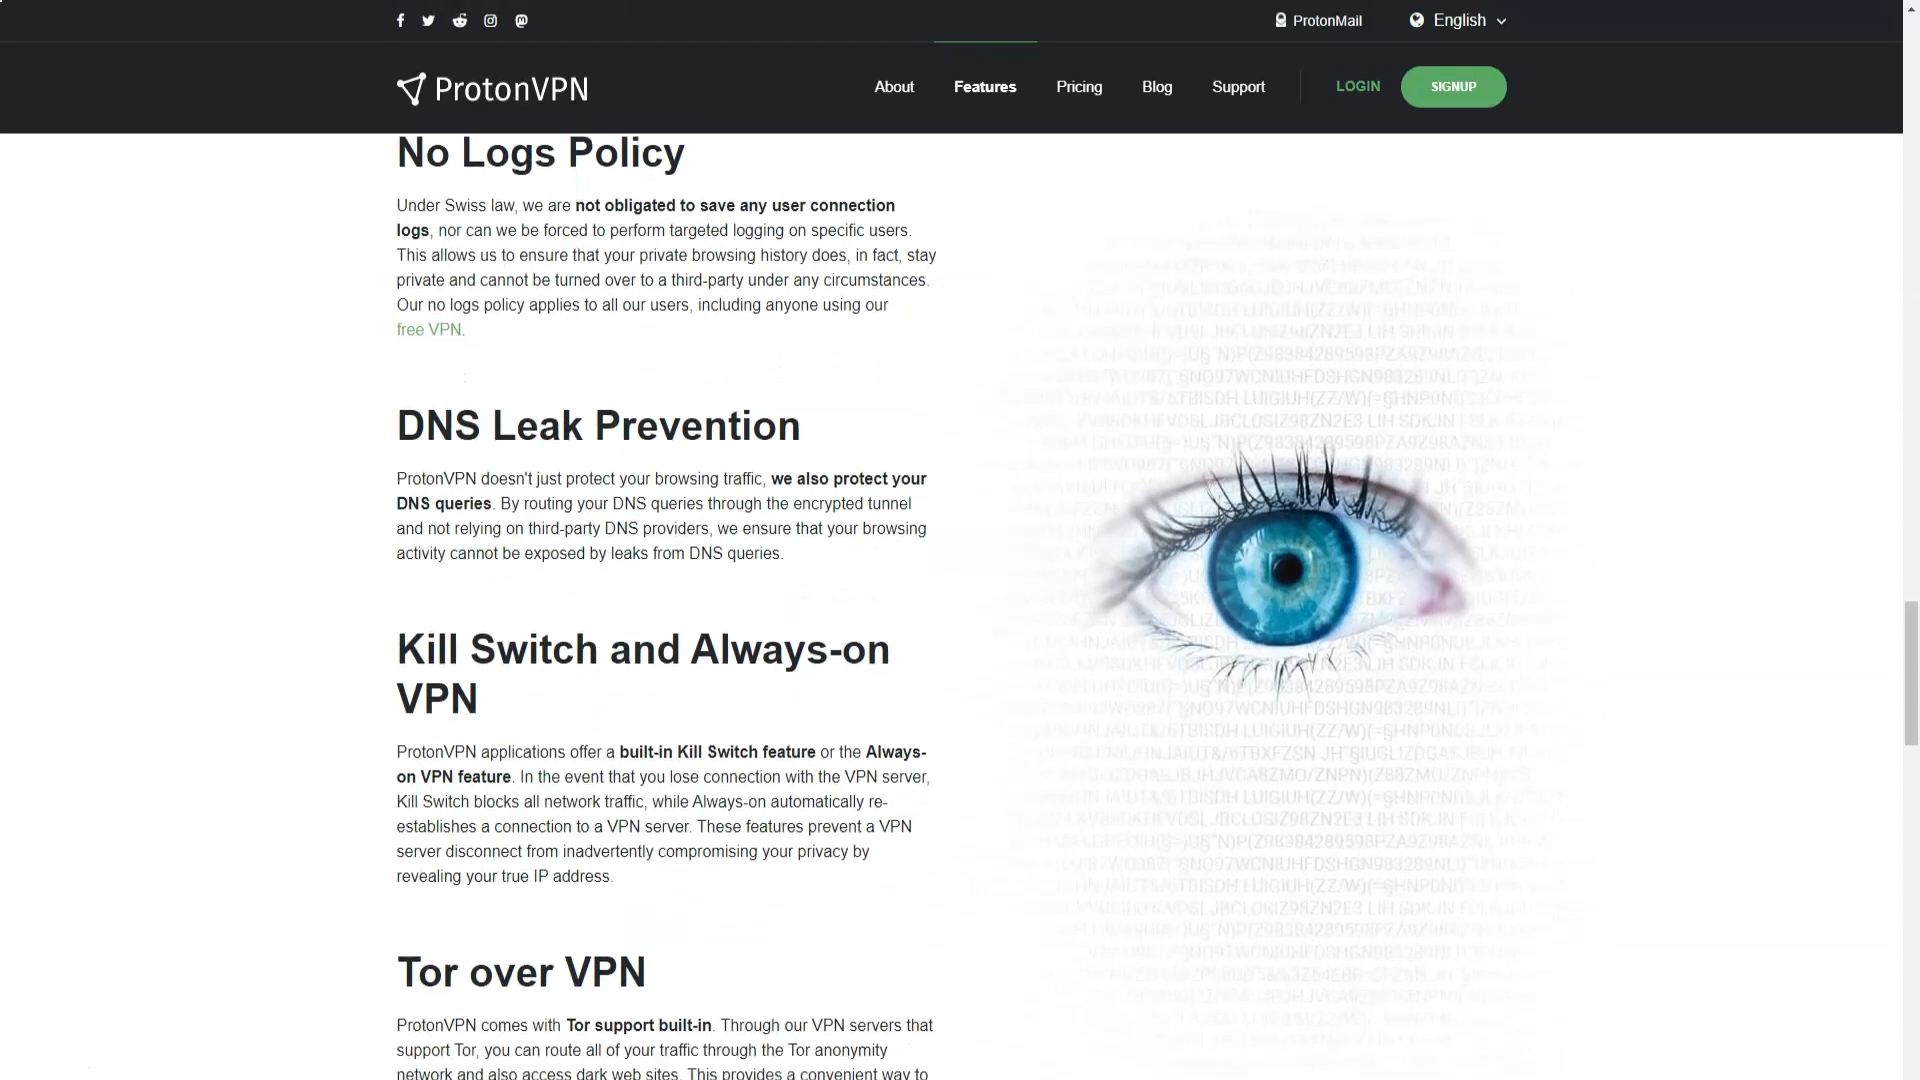 ProtonMail
English
ProtonVPN
About
Features
Pricing
Blog
Support
LOGIN
SIGNUP
No Logs Policy
Under Swiss law, we are not obligated to save any user connection
logs, nor can we be forced to perform targeted logging on specific users.
This allows us to ensure that your private browsing history does, in fact, stay
private and cannot be turned over to a third-party under any circumstances.
Our no logs policy applies to all our users, including anyone using our
free VPN.
DNS Leak Prevention
ProtonVPN doesn't just protect your browsing traffic, we also protect your
DNS queries. By routing your DNS queries through the encrypted tunnel
and not relying on third-party DNS providers, we ensure that your browsing
activity cannot be exposed by leaks from DNS queries.
Kill Switch and Always-on
VPN
ProtonVPN applications offer a built-in Kill Switch feature or the Always-
on VPN feature. In the event that you lose connection with the VPN server,
Kill Switch blocks all network traffic, while Always-on automatically re-
establishes a connection to a VPN server. These features prevent a VPN
server disconnect from inadvertently compromising your privacy by
revealing your true IP address.
Tor over VPN
ProtonVPN comes with Tor support built-in. Through our VPN servers that
support Tor, you can route all of your traffic through the Tor anonymity
network and also access dark web sites. This provides a convenient way to